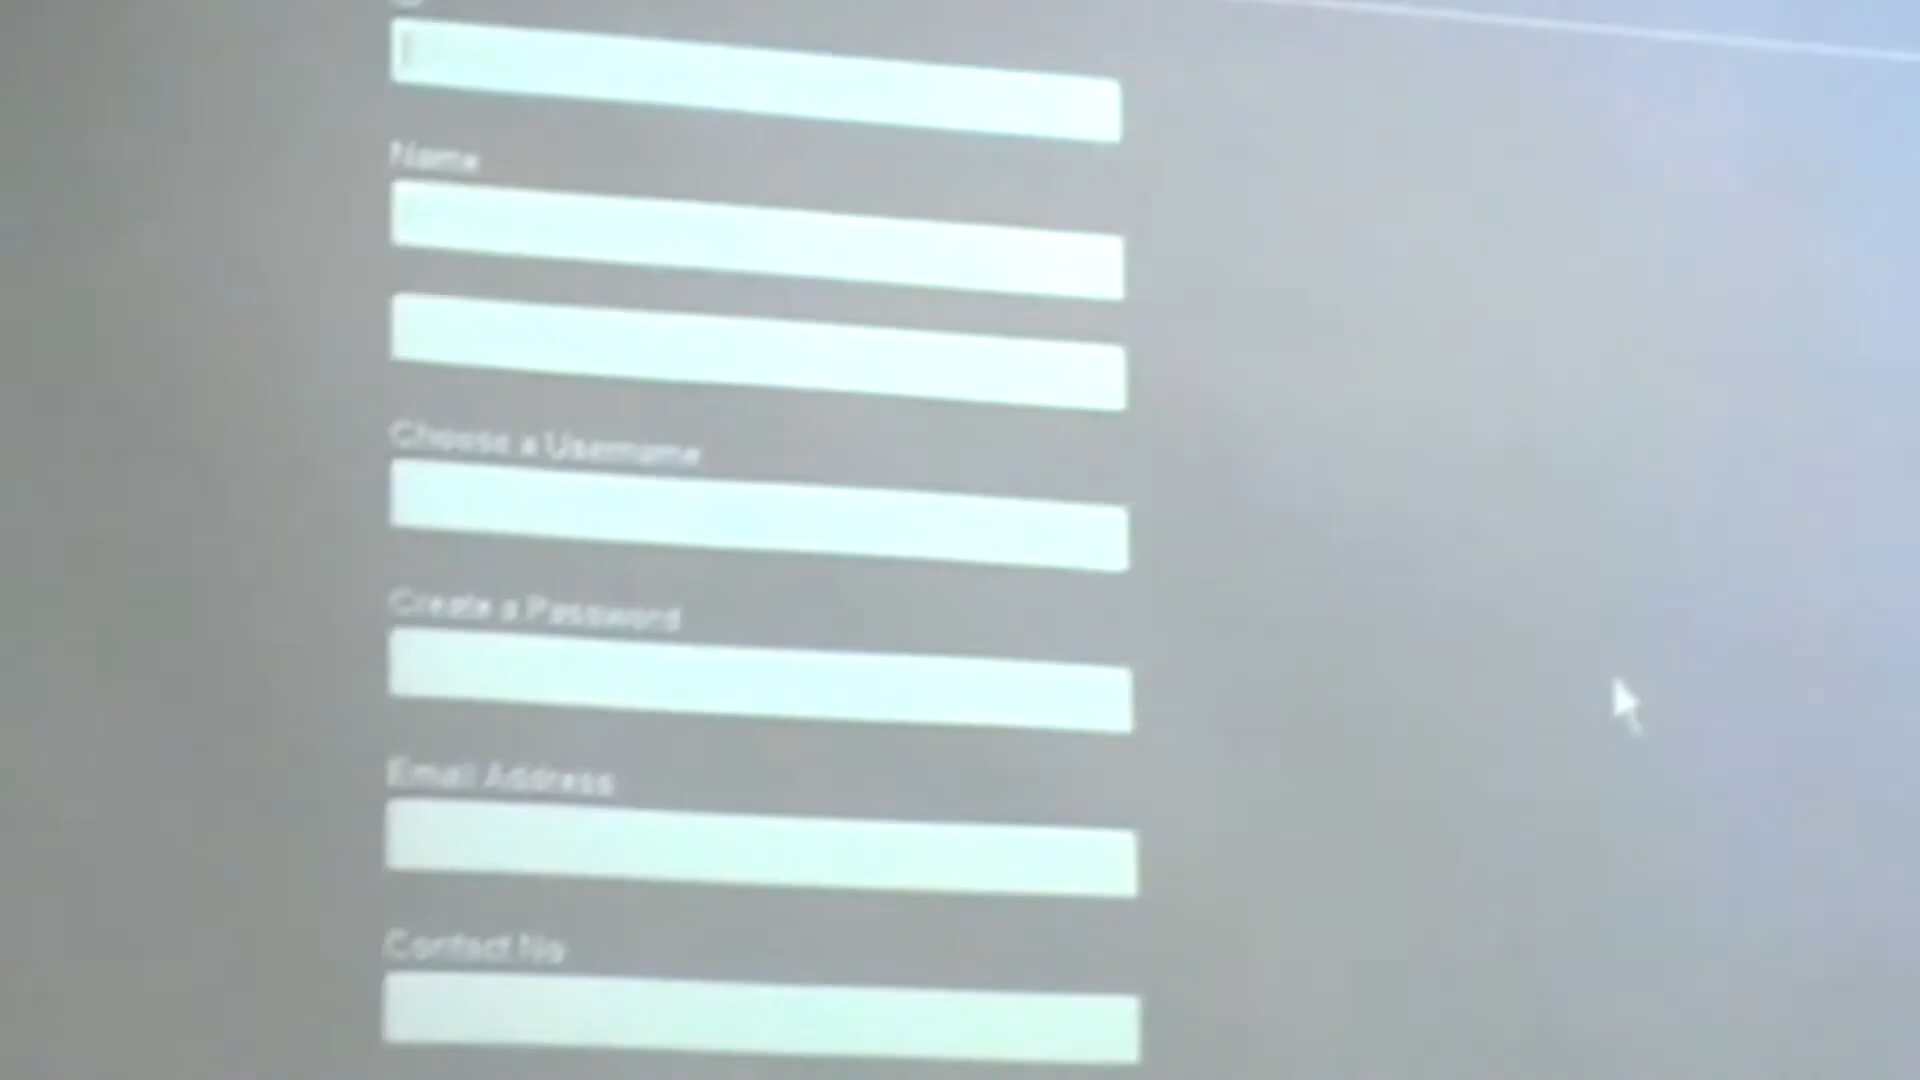 Name
Choose a Username
Create a Password
Email Address
Contact No